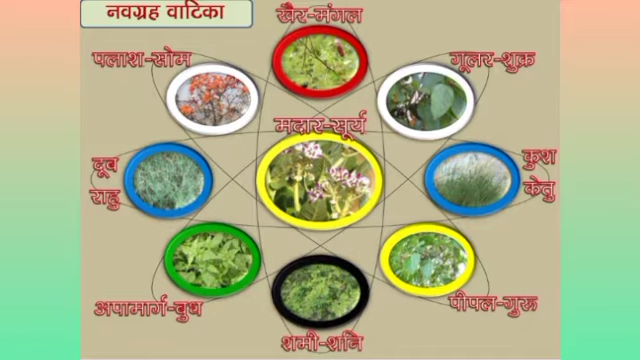 नवग्रह वाटिका
खैर-मंगल
पलाश-सोम
गूलर-शुक्र
मदार-सूर्य
दूब
राहु
कुश
केतु
अपामार्ग-बुध
पीपल-गुरू
शमी-शनि